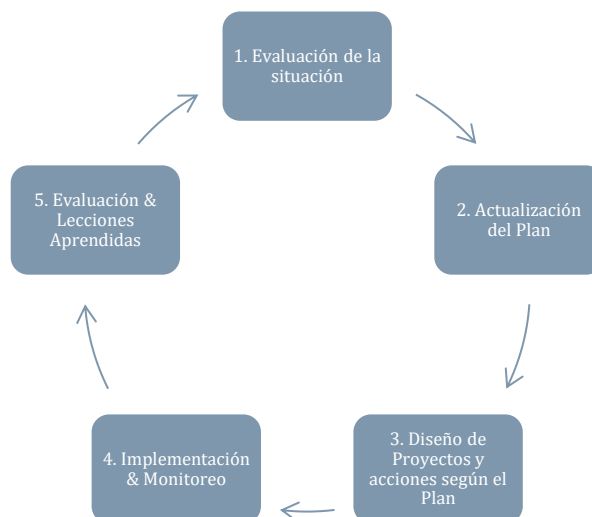 1. Evaluación de la
situación
2. Actualización
del Plan
3. Diseño de
Proyectos y
acciones según el
Plan
4. Implementación
& Monitoreo
5. Evaluación &
Lecciones
Aprendidas